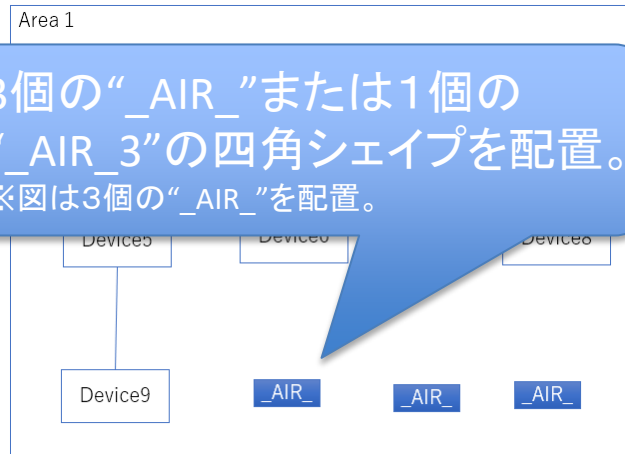 Area 1
3個の“_AIR_”または１個の
“_AIR_3”の四角シェイプを配置。
※図は３個の“_AIR_”を配置。
Device5
Device8
Device9
_AIR_
_AIR_
_AIR_